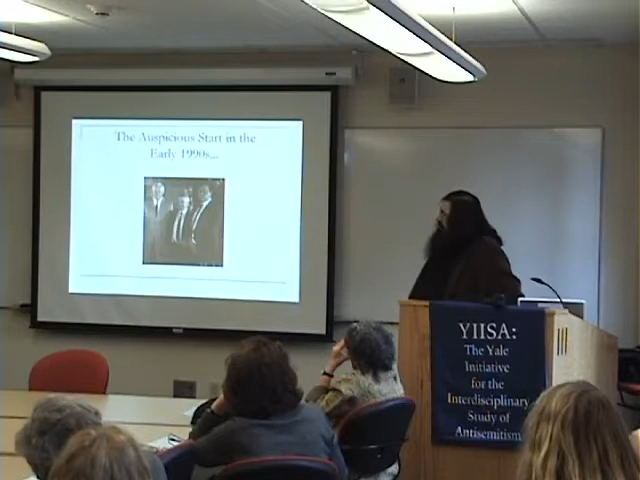 The Auspicious Start in the
Early 1990s...
YIISA:
The Yale
Initiative
for the
Interdisciplinary
Study of
Antisemitism